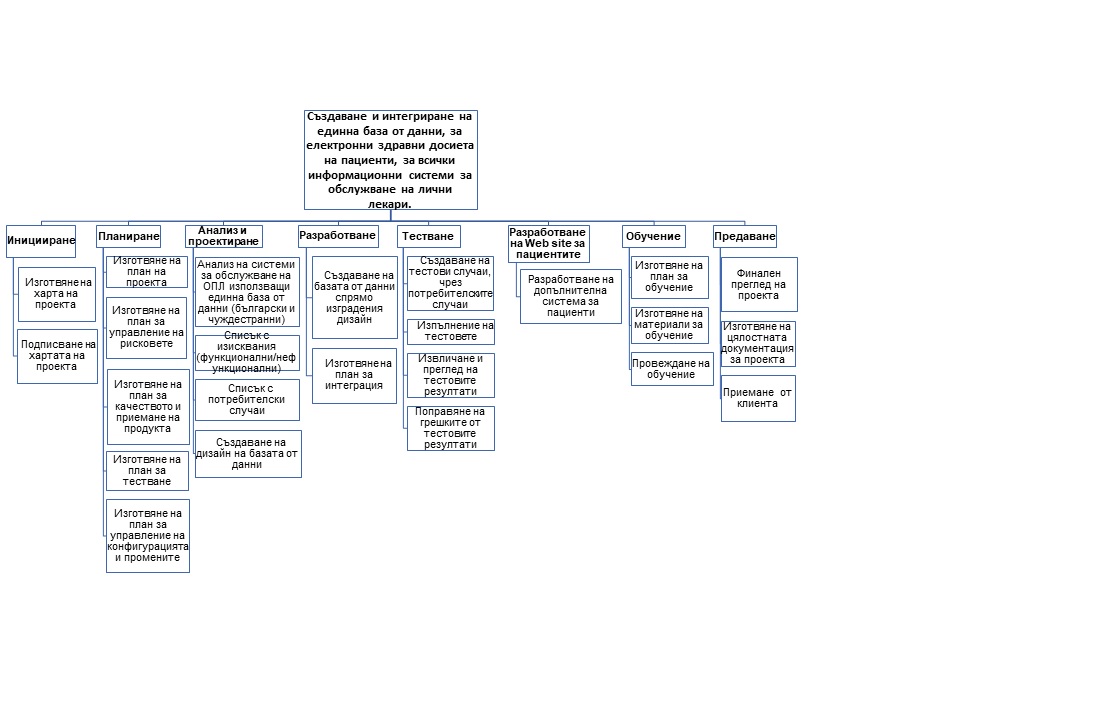 Създаване и интегриране на
единна база от данни, за
електронни здравни досиета
на пациенти, за всички
информационни системи за
обслужване на лични
лекари.
Иницииране
Изготвяне на
харта на
проекта
Подписване на
хартата на
проекта
Планиране
Изготвяне на
план на
проекта
Изготвяне на
план за
управление на
рисковете
Изготвяне на
план за
качеството и
приемане на
продукта
Изготвяне на
план за
тестване
Изготвяне на
план за
управление на
конфигурацията
и промените
Анализ и
проектиране
Анализ на системи
за обслужване на
ОПЛ използващи
единна база от
данни (български и
чуждестранни)
Списък с
изисквания
(функционални/неф
ункционални)
Списък с
потребителски
случаи
Създаване на
дизайн на базата от
данни
Разработване
Създаване на
базата от данни
спрямо
изградения
дизайн
Изготвяне на
план за
интеграция
Тестване
Създаване на
тестови случаи,
чрез
потребителските
случаи
Изпълнение на
тестовете
Извличане и
преглед на
тестовите
резултати
Поправяне на
грешките от
тестовите
резултати
Разработване
на Web site за
пациентите
Разработване на
допълнителна
система за
пациенти
Обучение
Изготвяне на
план за
обучение
Изготвяне на
материали за
обучение
Провеждане на
обучение
Предаване
Финален
преглед на
проекта
Изготвяне на
цялостната
документация
за проекта
Приемане от
клиента